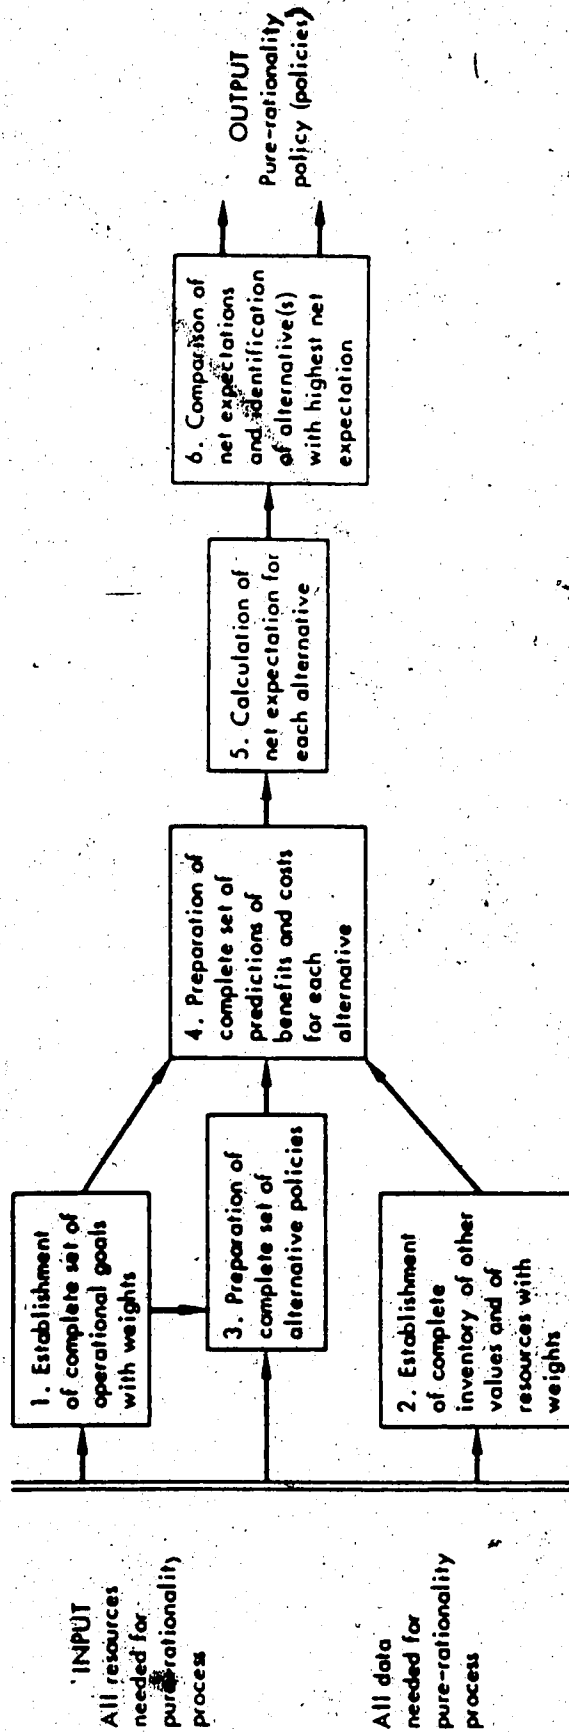 INPUT
All resources
needed for
pure-rationality
process
All data
needed for
pure-rationality
process
1. Establishment
of complete set of
operational goals
with weights
3. Preparation of
complete set of
alternative policies
2. Establishment
of complete
inventory of other
values and of
resources with
weights
4. Preparation of
complete set of
predictions of
benefits and costs
for each
alternative
5. Calculation of
net expectation for
each alternative
6. Comparison of
net expectations
and identification
of alternative(s)
with highest net
expectation
OUTPUT
Pure-rationality
policy (policies)